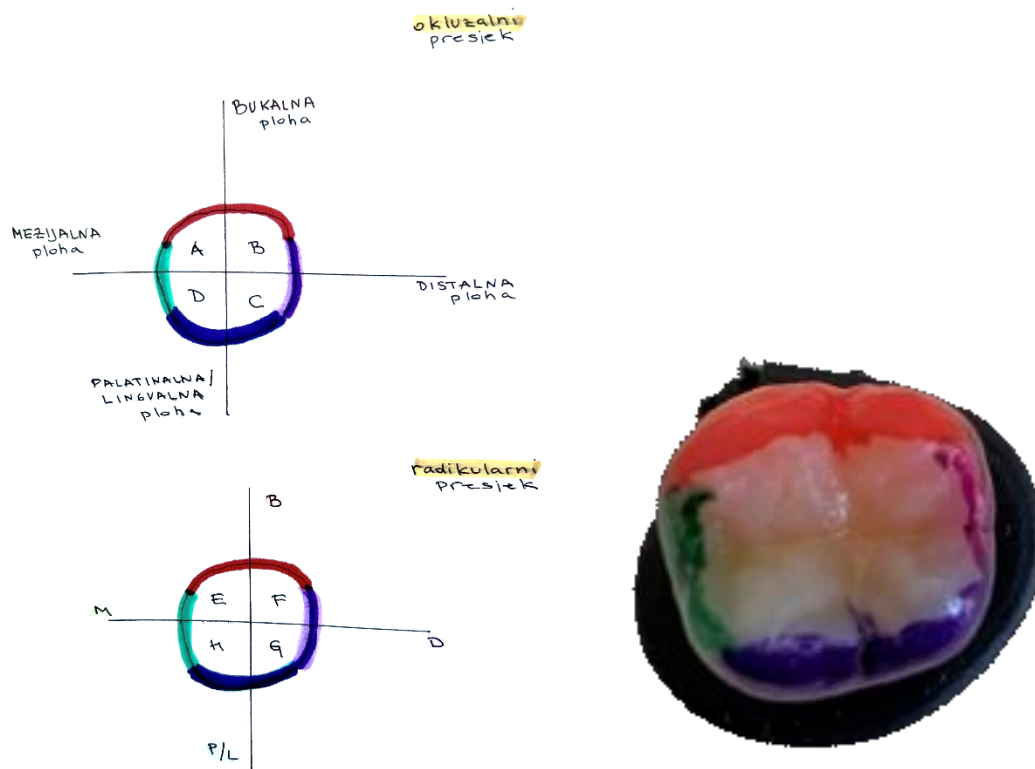 okluzalni
presjek
BUKALNA
ploha
MEZIJALNA
ploha
A
B
D
C
DISTALNA
ploha
PALATINALNA/
LINGVALNA
ploha
radikularni
presjek
B
E
F
M
H
G
D
P/L